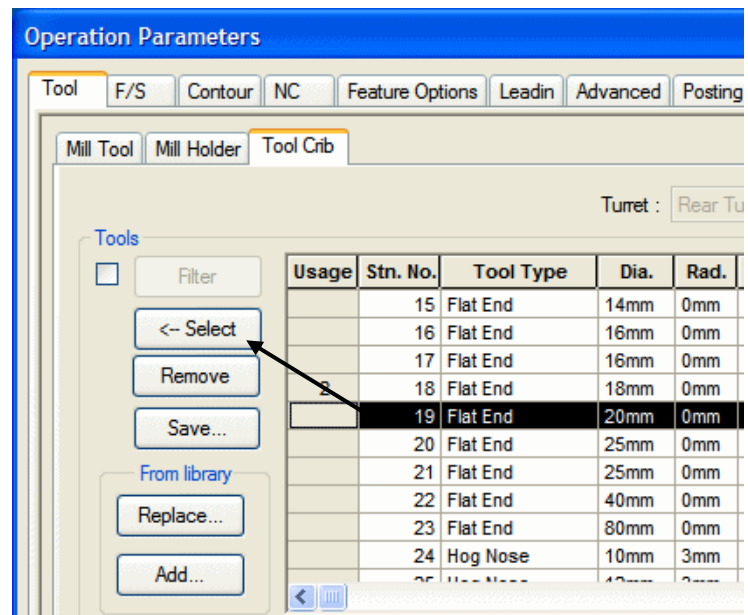 Operation Parameters
Tool F/S Contour NC Feature Options Leadin Advanced Posting
Mill Tool Mill Holder Tool Crib
Turret : Rear Tu
Tools
Filter
<-- Select
Remove
Save...
From library
Replace...
Add...
Usage Stn. No. Tool Type Dia. Rad.
15 Flat End 14mm 0mm
16 Flat End 16mm 0mm
17 Flat End 16mm 0mm
2 18 Flat End 18mm 0mm
19 Flat End 20mm 0mm
20 Flat End 25mm 0mm
21 Flat End 25mm 0mm
22 Flat End 40mm 0mm
23 Flat End 80mm 0mm
24 Hog Nose 10mm 3mm